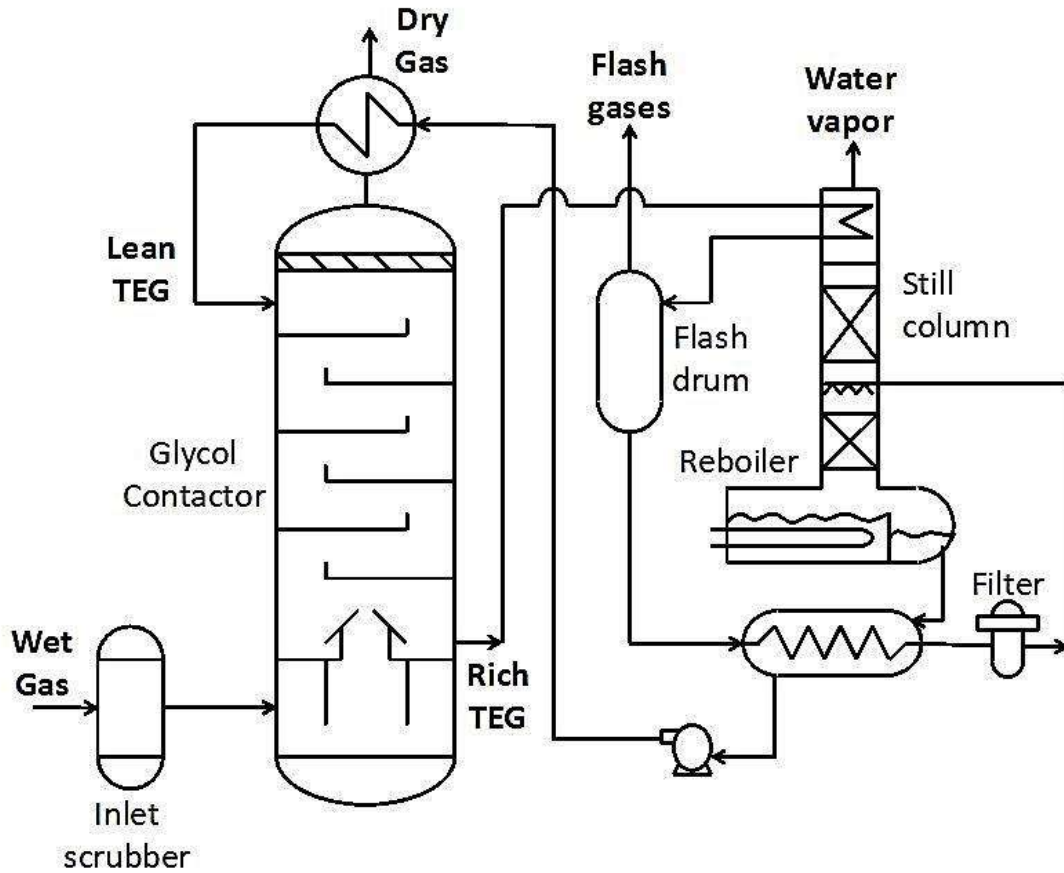 Dry
Gas
Flash
gases
Water
vapor
Lean
TEG
Still
column
Flash
drum
Glycol
Contactor
Reboiler
Filter
Wet
Gas
Rich
TEG
Inlet
scrubber